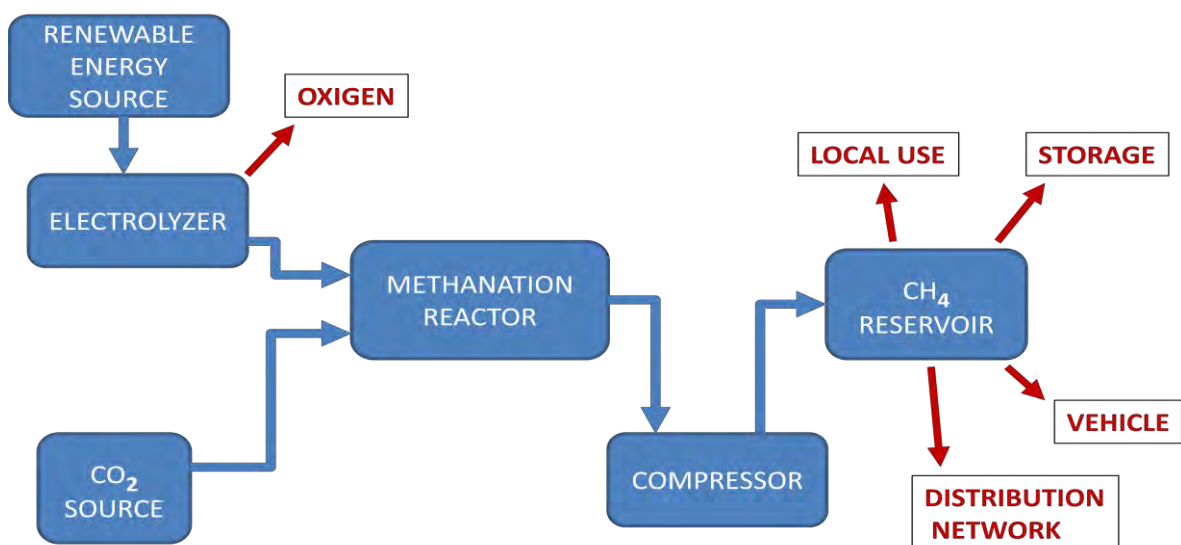 RENEWABLE
ENERGY
SOURCE
OXIGEN
ELECTROLYZER
METHANATION
REACTOR
CO₂
SOURCE
COMPRESSOR
LOCAL USE
STORAGE
CH₄
RESERVOIR
VEHICLE
DISTRIBUTION
NETWORK